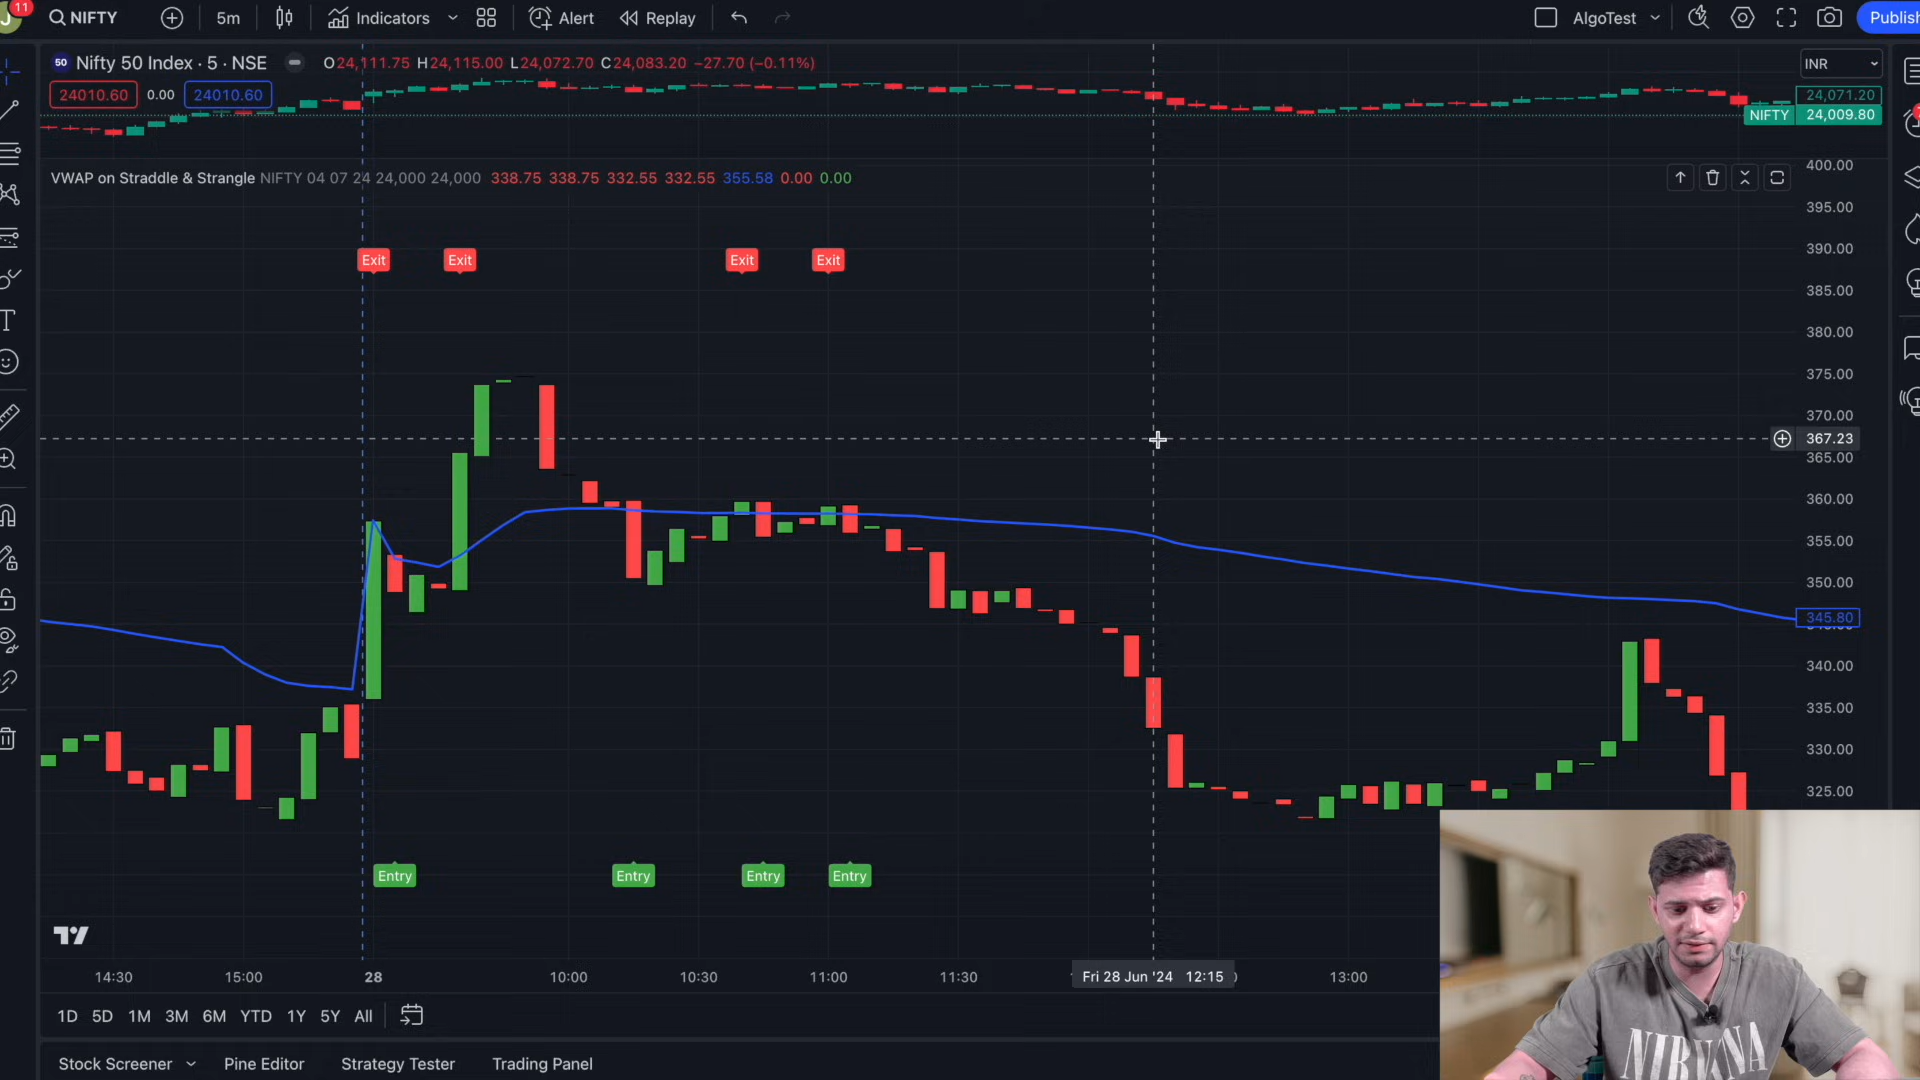 J 11 NIFTY 5m Indicators Alert Replay AlgoTest Publish
50 Nifty 50 Index · 5 · NSE O24,111.75 H24,115.00 L24,072.70 C24,083.20 −27.70 (−0.11%) INR
24010.60 0.00 24010.60
24,071.20
NIFTY 24,009.80
VWAP on Straddle & Strangle NIFTY 04 07 24 24,000 24,000 338.75 338.75 332.55 332.55 355.58 0.00 0.00
400.00
395.00
390.00
385.00
380.00
375.00
370.00
367.23
365.00
360.00
355.00
350.00
345.80
340.00
335.00
330.00
325.00
Exit Exit Exit Exit
Entry Entry Entry Entry
14:30 15:00 28 10:00 10:30 11:00 11:30 Fri 28 Jun '24 12:15 13:00
1D 5D 1M 3M 6M YTD 1Y 5Y All
Stock Screener Pine Editor Strategy Tester Trading Panel
NIRVANA